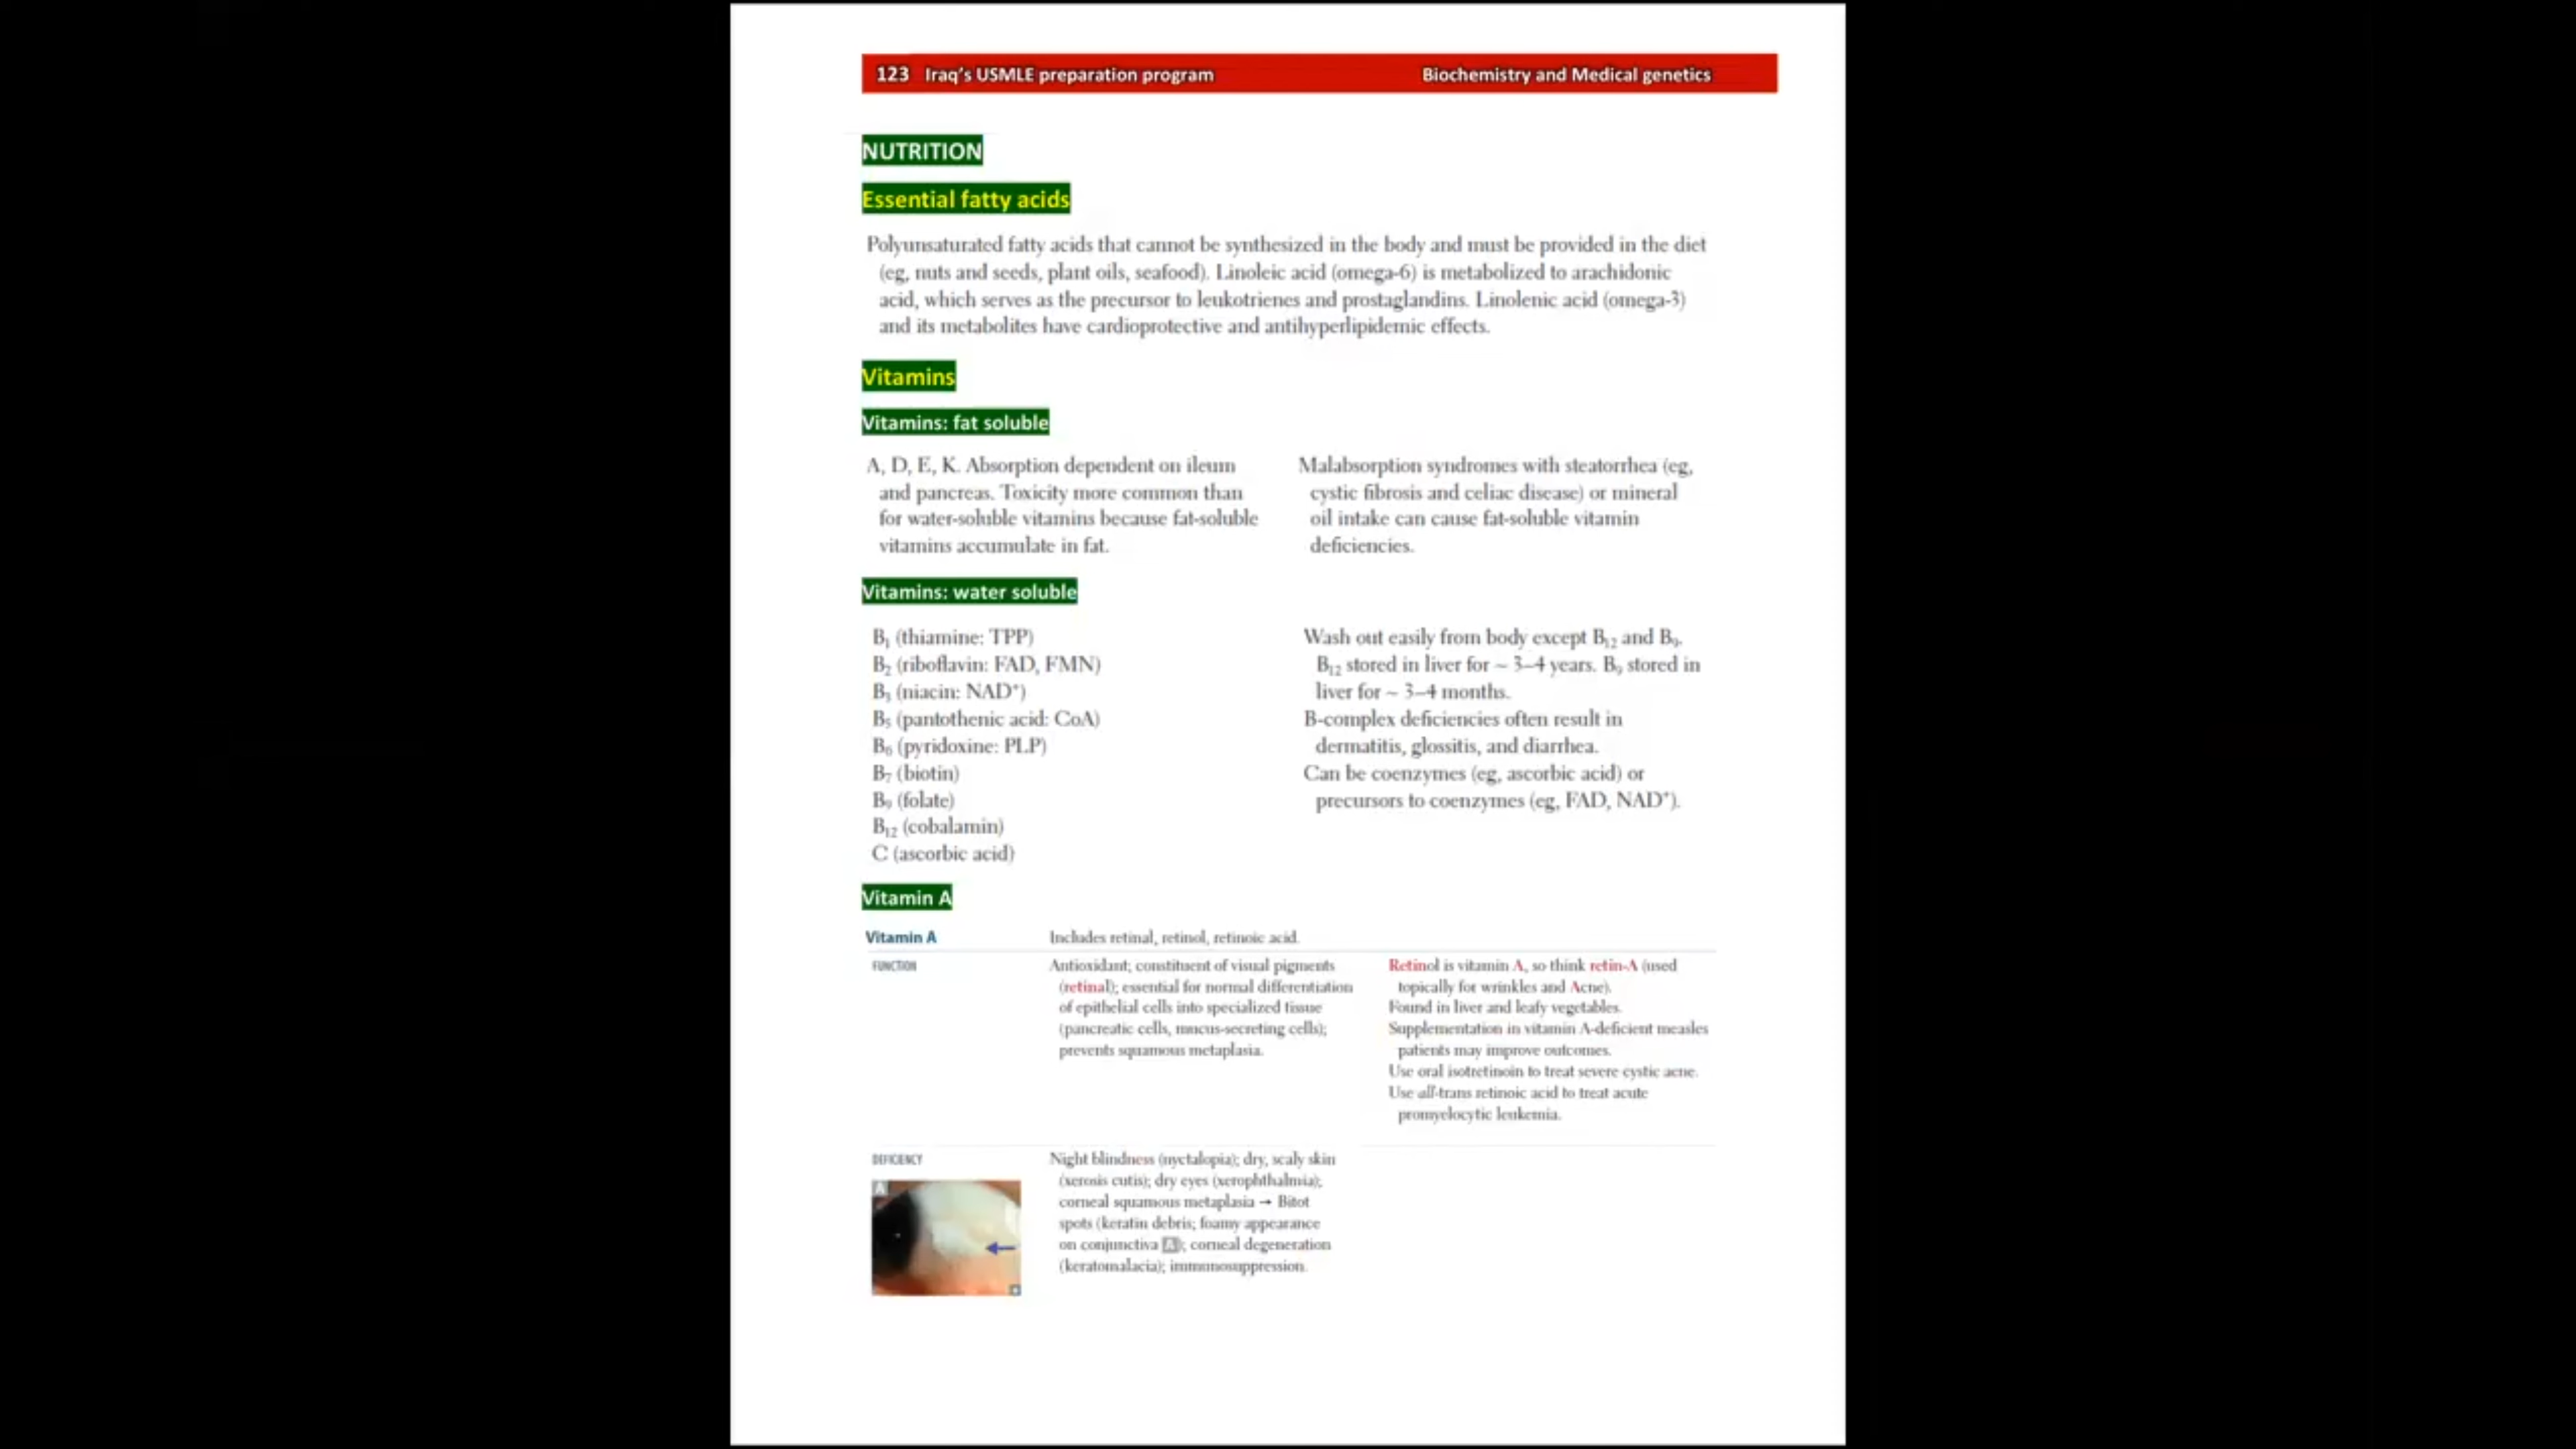 123 Iraq's USMLE preparation program Biochemistry and Medical genetics
NUTRITION
Essential fatty acids
Polyunsaturated fatty acids that cannot be synthesized in the body and must be provided in the diet
(eg, nuts and seeds, plant oils, seafood). Linoleic acid (omega-6) is metabolized to arachidonic
acid, which serves as the precursor to leukotrienes and prostaglandins. Linolenic acid (omega-3)
and its metabolites have cardioprotective and antihyperlipidemic effects.
Vitamins
Vitamins: fat soluble
A, D, E, K. Absorption dependent on ileum
and pancreas. Toxicity more common than
for water-soluble vitamins because fat-soluble
vitamins accumulate in fat.
Malabsorption syndromes with steatorrhea (eg,
cystic fibrosis and celiac disease) or mineral
oil intake can cause fat-soluble vitamin
deficiencies.
Vitamins: water soluble
B₁ (thiamine: TPP)
B₂ (riboflavin: FAD, FMN)
B₃ (niacin: NAD⁺)
B₅ (pantothenic acid: CoA)
B₆ (pyridoxine: PLP)
B₇ (biotin)
B₉ (folate)
B₁₂ (cobalamin)
C (ascorbic acid)
Wash out easily from body except B₁₂ and B₉.
B₁₂ stored in liver for ~ 3–4 years. B₉ stored in
liver for ~ 3–4 months.
B-complex deficiencies often result in
dermatitis, glossitis, and diarrhea.
Can be coenzymes (eg, ascorbic acid) or
precursors to coenzymes (eg, FAD, NAD⁺).
Vitamin A
Vitamin A Includes retinal, retinol, retinoic acid.
FUNCTION
Antioxidant; constituent of visual pigments
(retinal); essential for normal differentiation
of epithelial cells into specialized tissue
(pancreatic cells, mucus-secreting cells);
prevents squamous metaplasia.
Retinol is vitamin A, so think retin-A (used
topically for wrinkles and Acne).
Found in liver and leafy vegetables.
Supplementation in vitamin A-deficient measles
patients may improve outcomes.
Use oral isotretinoin to treat severe cystic acne.
Use all-trans retinoic acid to treat acute
promyelocytic leukemia.
DEFICIENCY
A
Night blindness (nyctalopia); dry, scaly skin
(xerosis cutis); dry eyes (xerophthalmia);
corneal squamous metaplasia → Bitot
spots (keratin debris; foamy appearance
on conjunctiva A); corneal degeneration
(keratomalacia); immunosuppression.